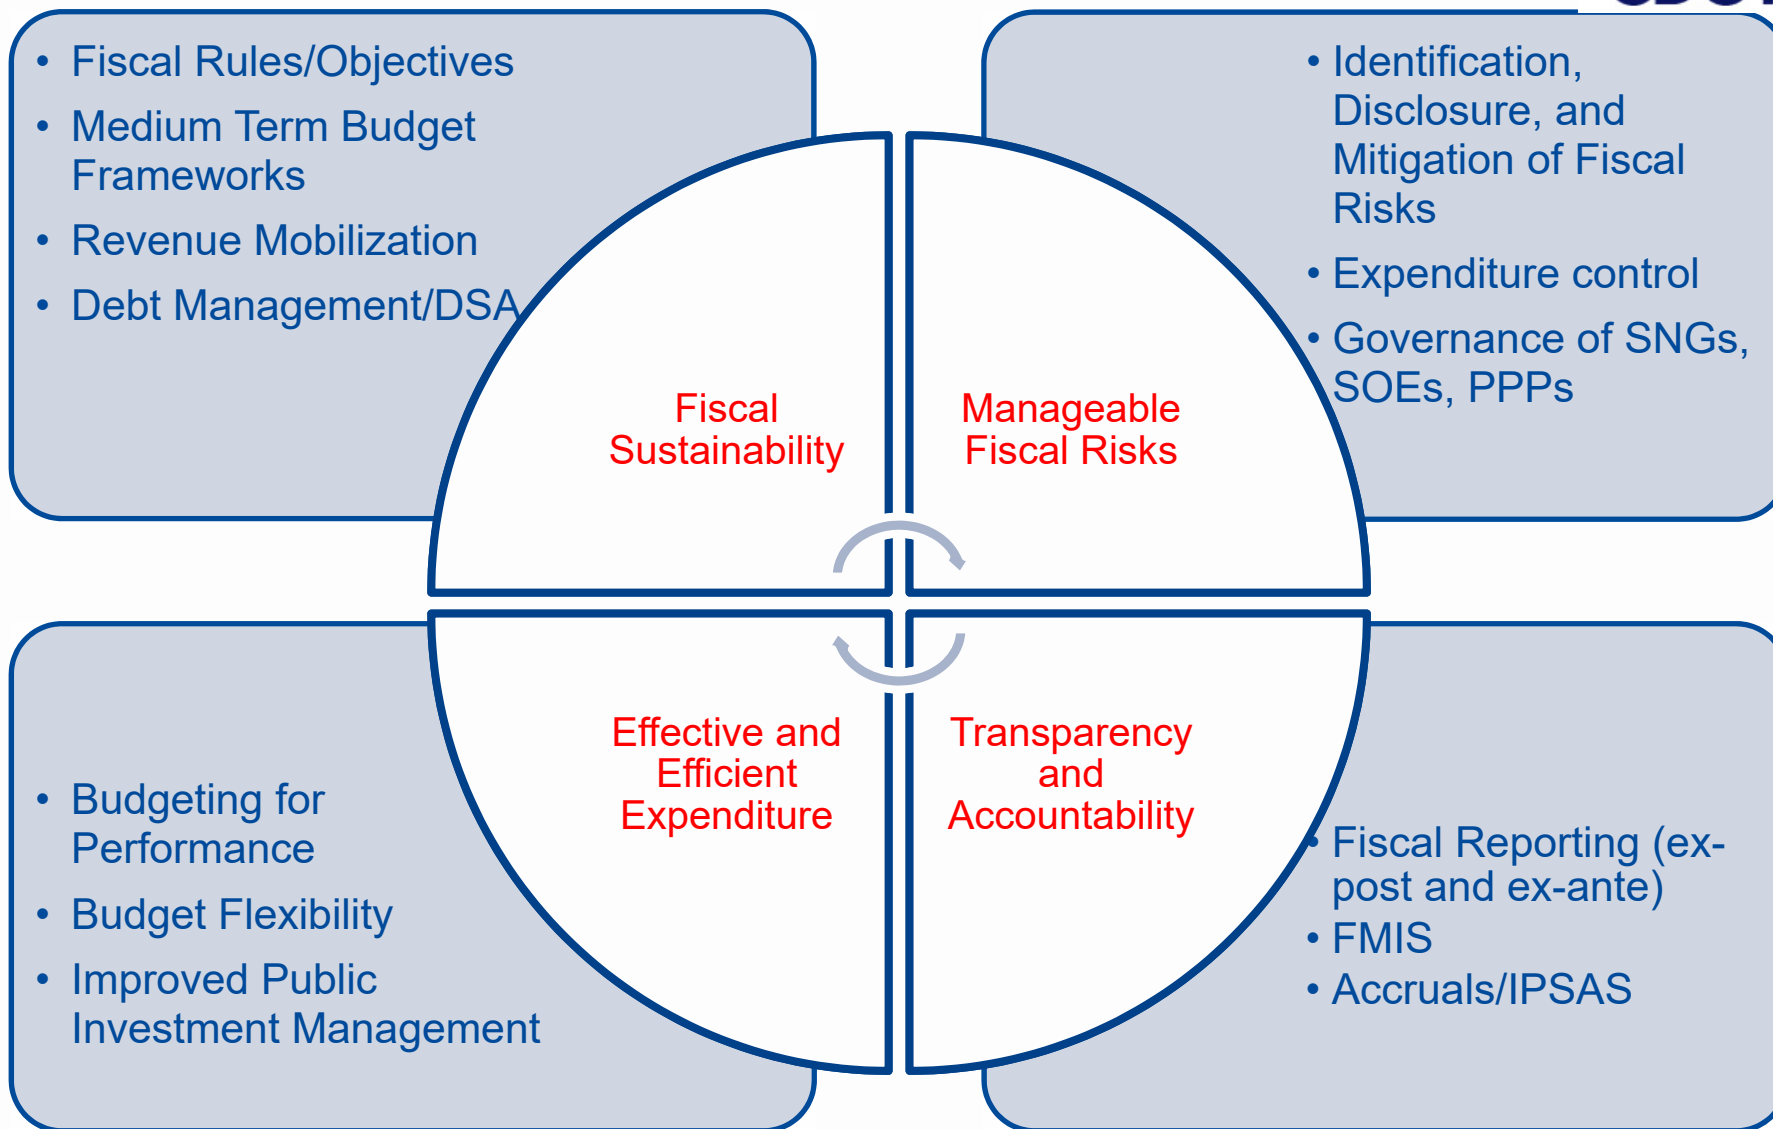 • Fiscal Rules/Objectives
• Medium Term Budget
Frameworks
• Revenue Mobilization
• Debt Management/DSA
• Identification,
Disclosure, and
Mitigation of Fiscal
Risks
• Expenditure control
• Governance of SNGs,
SOEs, PPPs
Fiscal
Sustainability
Manageable
Fiscal Risks
Effective and
Efficient
Expenditure
Transparency
and
Accountability
• Budgeting for
Performance
• Budget Flexibility
• Improved Public
Investment Management
• Fiscal Reporting (ex-
post and ex-ante)
• FMIS
• Accruals/IPSAS